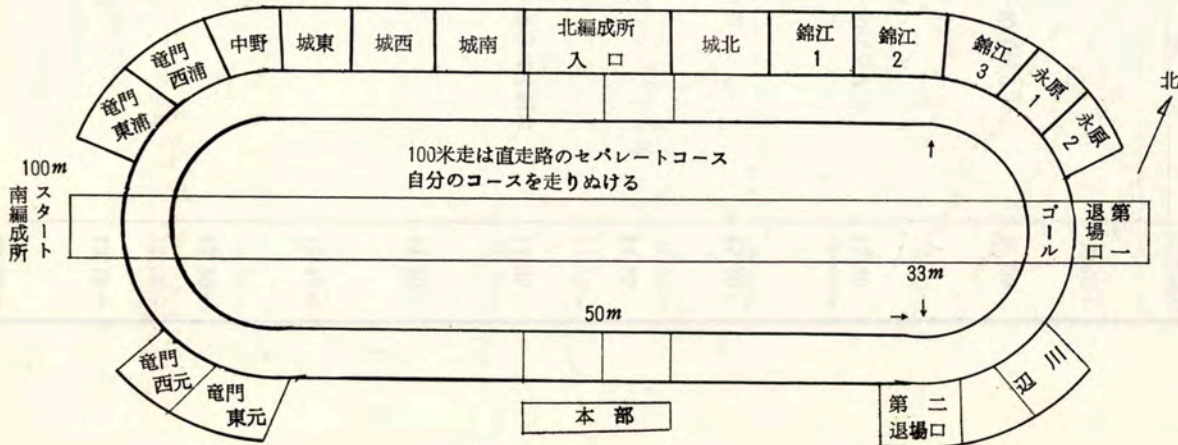 竜門
東浦
竜門
西浦
中野
城東
城西
城南
北編成所
入口
城北
錦江
1
錦江
2
錦江
3
永原
1
永原
2
北
100m
スタート
南編成所
100米走は直走路のセパレートコース
自分のコースを走りぬける
ゴール
第一
退場口
33m
50m
竜門
西元
竜門
東元
本部
第二
退場口
辺川